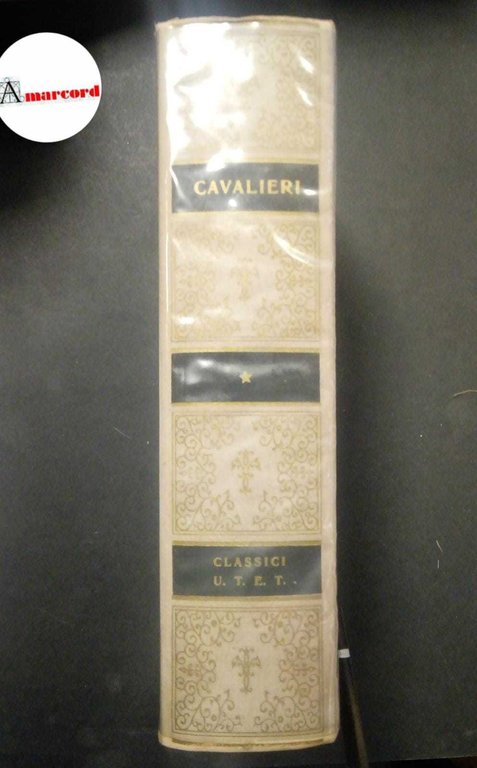 Amarcord
CAVALIERI
CLASSICI
U. T. E. T.